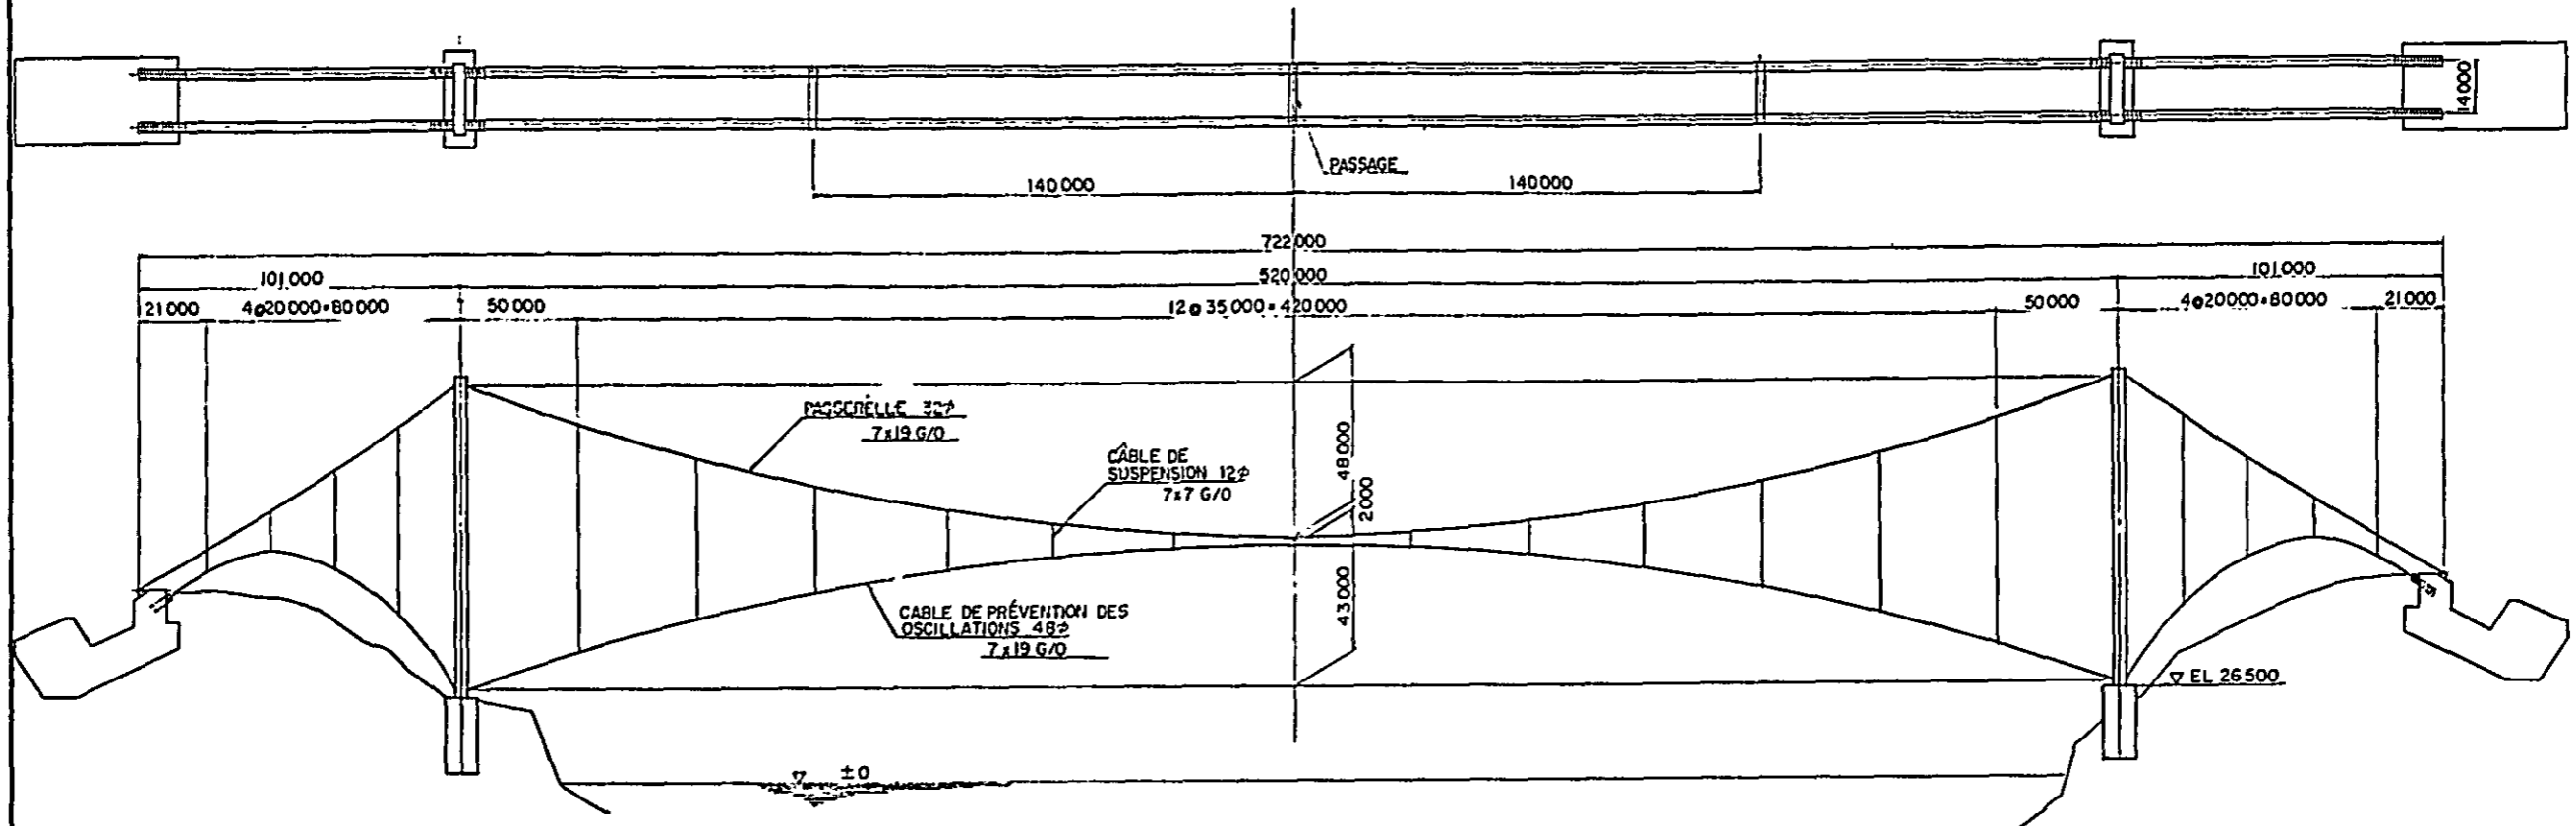 14000
PASSAGE
140000
140000
722000
101000
520000
101000
21000
4@20000=80000
50000
12@35000=420000
50000
4@20000=80000
21000
PASSERELLE 32φ
7x19 G/O
CÂBLE DE
SUSPENSION 12φ
7x7 G/O
48000
2000
43000
CABLE DE PRÉVENTION DES
OSCILLATIONS 48φ
7x19 G/O
▽ EL 26500
▽ ±0